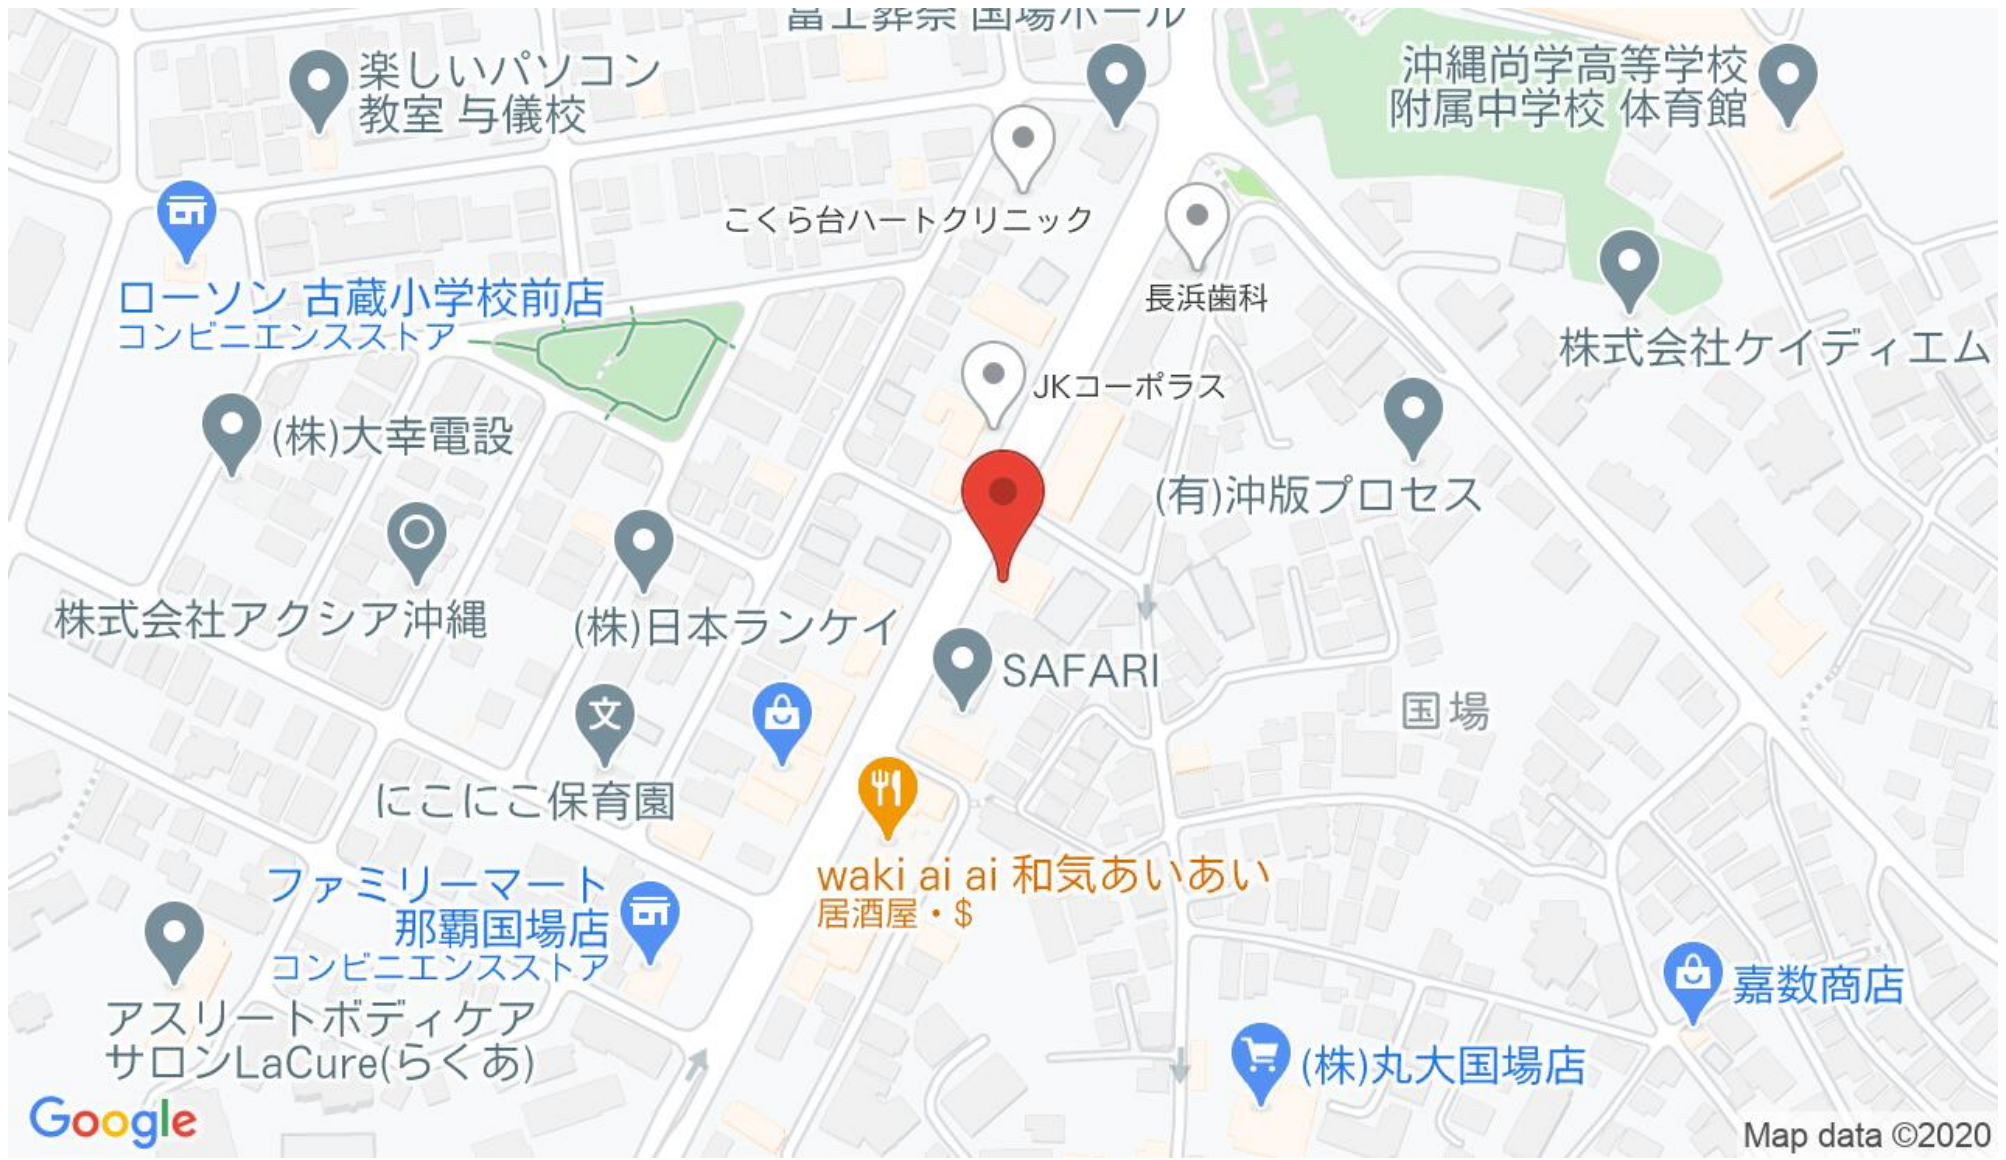 富士葬祭 国場ホール
楽しいパソコン
教室 与儀校
沖縄尚学高等学校
附属中学校 体育館
こくら台ハートクリニック
長浜歯科
ローソン 古蔵小学校前店
コンビニエンスストア
株式会社ケイディエム
JKコーポラス
(株)大幸電設
(有)沖版プロセス
株式会社アクシア沖縄
(株)日本ランケイ
SAFARI
国場
文
にこにこ保育園
waki ai ai 和気あいあい
居酒屋・$
ファミリーマート
那覇国場店
コンビニエンスストア
嘉数商店
アスリートボディケア
サロンLaCure(らくあ)
(株)丸大国場店
Google
Map data ©2020